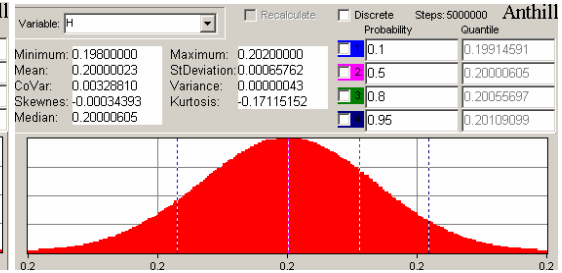 Variable: H Recalculate Discrete Steps:5000000 Anthill
Probability Quantile
Minimum: 0.19800000 Maximum: 0.20200000 1 0.1 0.19914591
Mean: 0.20000023 StDeviation: 0.00065762 2 0.5 0.20000605
CoVar: 0.00328810 Variance: 0.00000043 3 0.8 0.20055697
Skewnes: -0.00034393 Kurtosis: -0.17115152 4 0.95 0.20109099
Median: 0.20000605
0.2 0.2 0.2 0.2 0.2